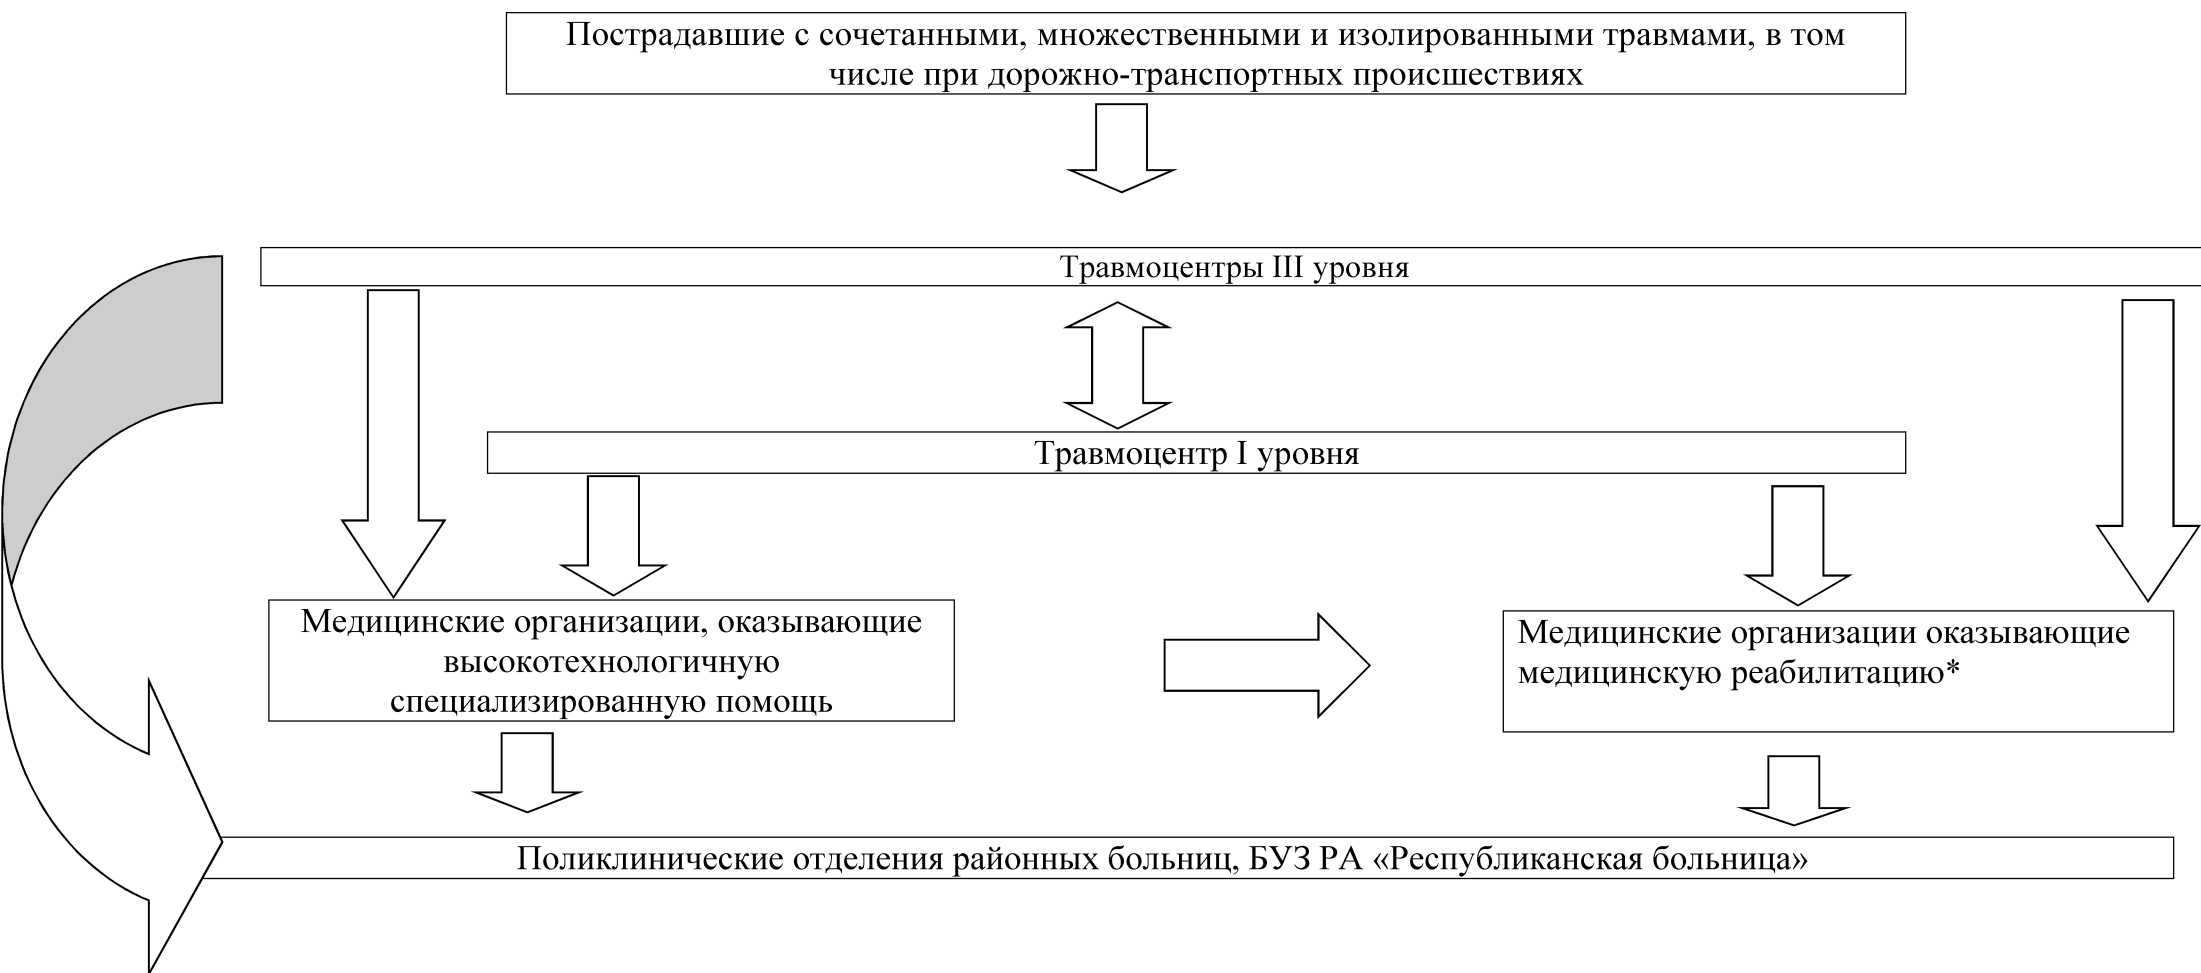 Пострадавшие с сочетанными, множественными и изолированными травмами, в том
числе при дорожно-транспортных происшествиях
Травмоцентры III уровня
Травмоцентр I уровня
Медицинские организации, оказывающие
высокотехнологичную
специализированную помощь
Медицинские организации оказывающие
медицинскую реабилитацию*
Поликлинические отделения районных больниц, БУЗ РА «Республиканская больница»